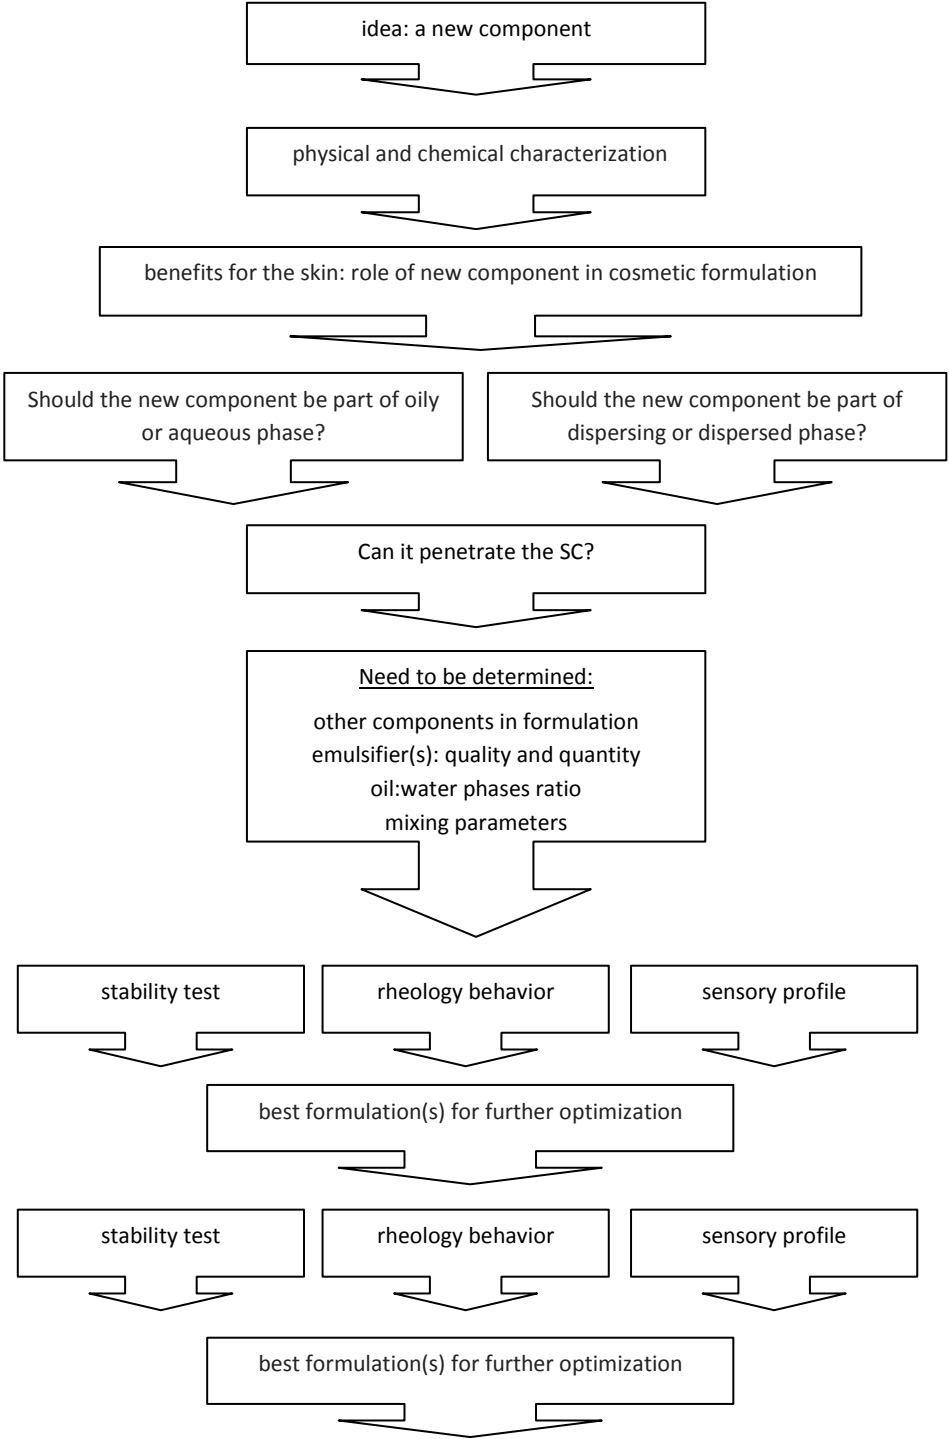 idea: a new component
physical and chemical characterization
benefits for the skin: role of new component in cosmetic formulation
Should the new component be part of oily
or aqueous phase?
Should the new component be part of
dispersing or dispersed phase?
Can it penetrate the SC?
Need to be determined:
other components in formulation
emulsifier(s): quality and quantity
oil:water phases ratio
mixing parameters
stability test
rheology behavior
sensory profile
best formulation(s) for further optimization
stability test
rheology behavior
sensory profile
best formulation(s) for further optimization